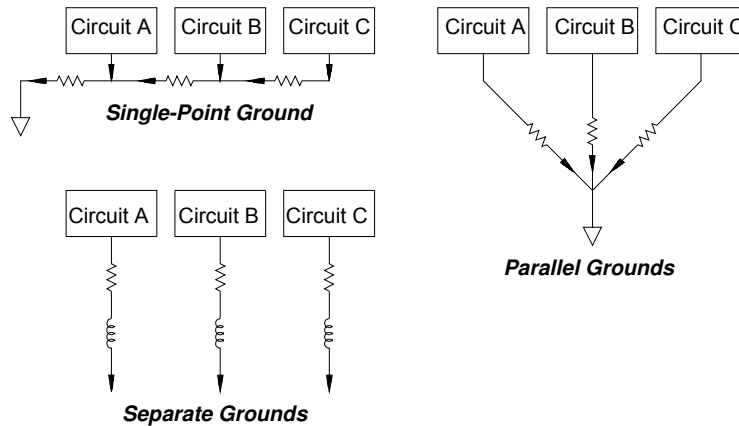 Circuit A
Circuit B
Circuit C
Single-Point Ground
Circuit A
Circuit B
Circuit C
Parallel Grounds
Circuit A
Circuit B
Circuit C
Separate Grounds